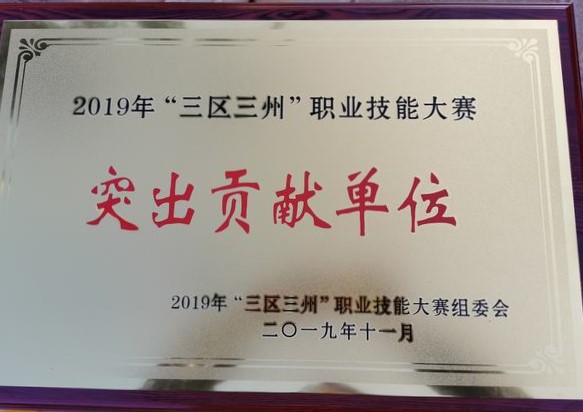 2019年“三区三州”职业技能大赛
突出贡献单位
2019年“三区三州”职业技能大赛组委会
二〇一九年十一月